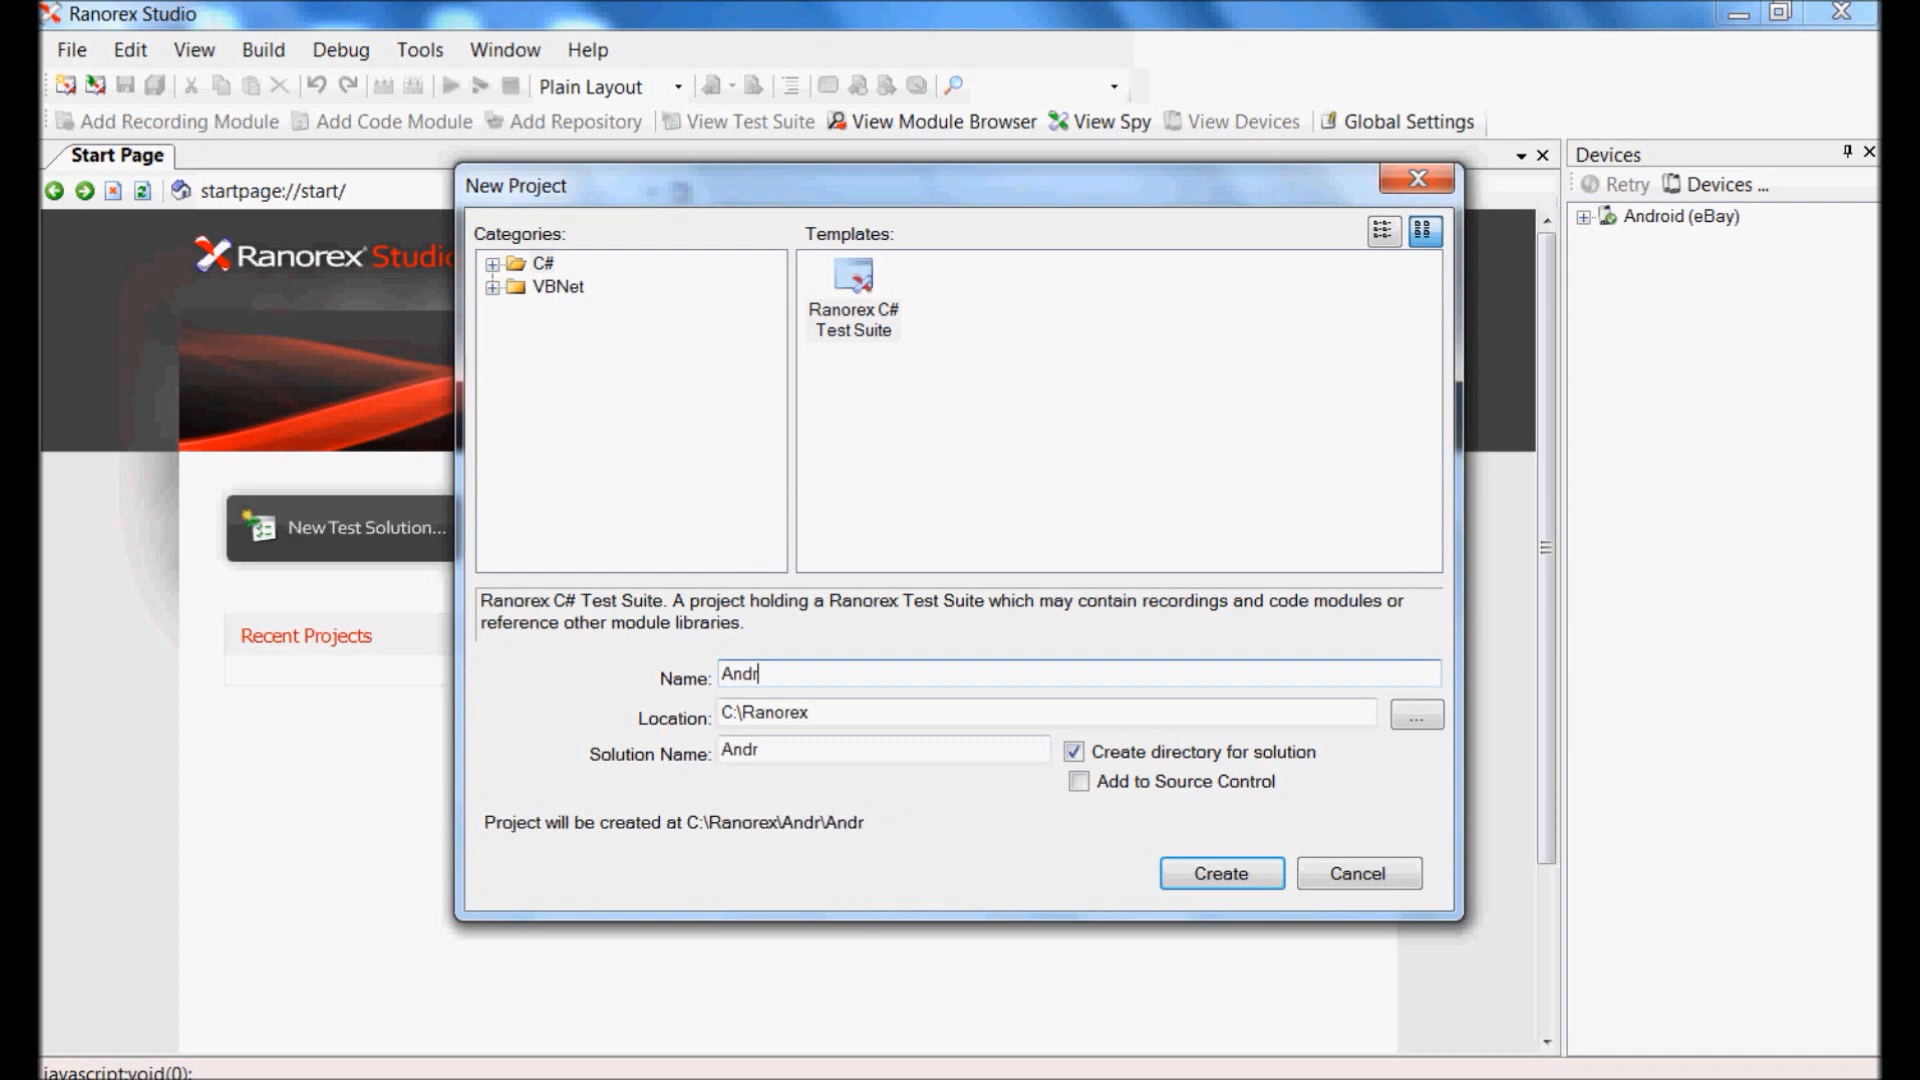 Ranorex Studio
File Edit View Build Debug Tools Window Help
Plain Layout
Add Recording Module Add Code Module Add Repository View Test Suite View Module Browser View Spy View Devices Global Settings
Start Page
startpage://start/
Ranorex Studio
New Test Solution...
Recent Projects
New Project
Categories:
C#
VBNet
Templates:
Ranorex C#
Test Suite
Ranorex C# Test Suite. A project holding a Ranorex Test Suite which may contain recordings and code modules or
reference other module libraries.
Name: Andr
Location: C:\Ranorex
...
Solution Name: Andr
Create directory for solution
Add to Source Control
Project will be created at C:\Ranorex\Andr\Andr
Create Cancel
Devices
Retry Devices ...
Android (eBay)
javascript:void(0);